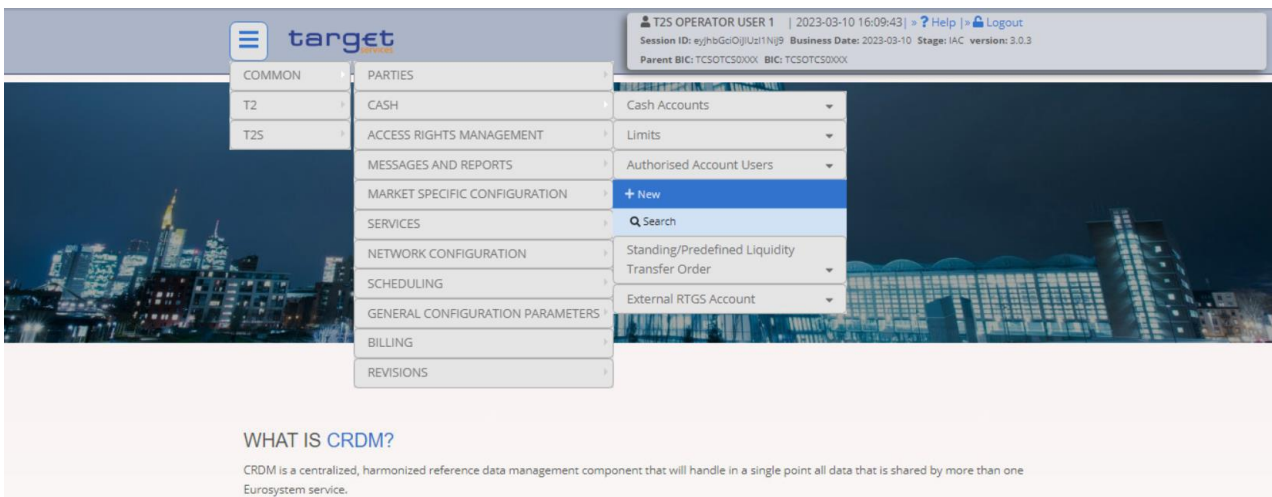 T2S OPERATOR USER 1 | 2023-03-10 16:09:43| » ? Help |» Logout
Session ID: eyJhbGciOiJIUzI1NiJ9 Business Date: 2023-03-10 Stage: IAC version: 3.0.3
Parent BIC: TCSOTCS0XXX BIC: TCSOTCS0XXX
target
services
COMMON
T2
T2S
PARTIES
CASH
ACCESS RIGHTS MANAGEMENT
MESSAGES AND REPORTS
MARKET SPECIFIC CONFIGURATION
SERVICES
NETWORK CONFIGURATION
SCHEDULING
GENERAL CONFIGURATION PARAMETERS
BILLING
REVISIONS
Cash Accounts
Limits
Authorised Account Users
+ New
Search
Standing/Predefined Liquidity
Transfer Order
External RTGS Account
WHAT IS CRDM?
CRDM is a centralized, harmonized reference data management component that will handle in a single point all data that is shared by more than one
Eurosystem service.